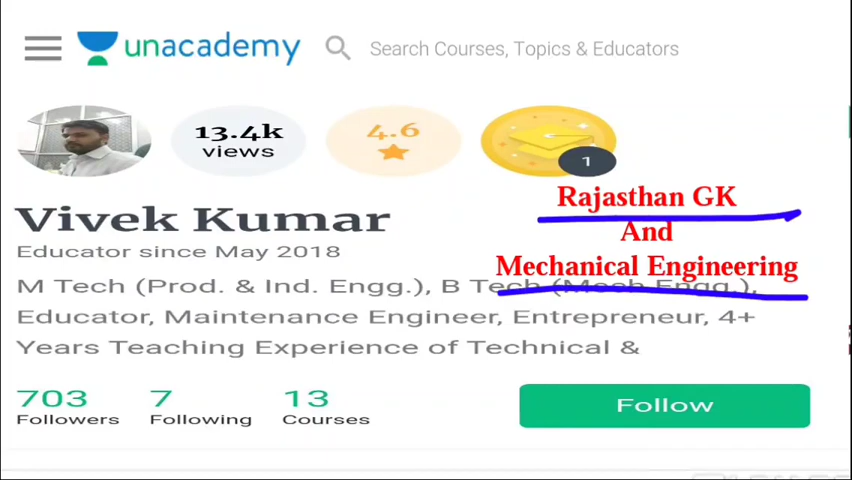 unacademy
Search Courses, Topics & Educators
13.4k
views
4.6
1
Rajasthan GK
And
Mechanical Engineering
Vivek Kumar
Educator since May 2018
M Tech (Prod. & Ind. Engg.), B Tech (Mech Engg.),
Educator, Maintenance Engineer, Entrepreneur, 4+
Years Teaching Experience of Technical &
703
Followers
7
Following
13
Courses
Follow